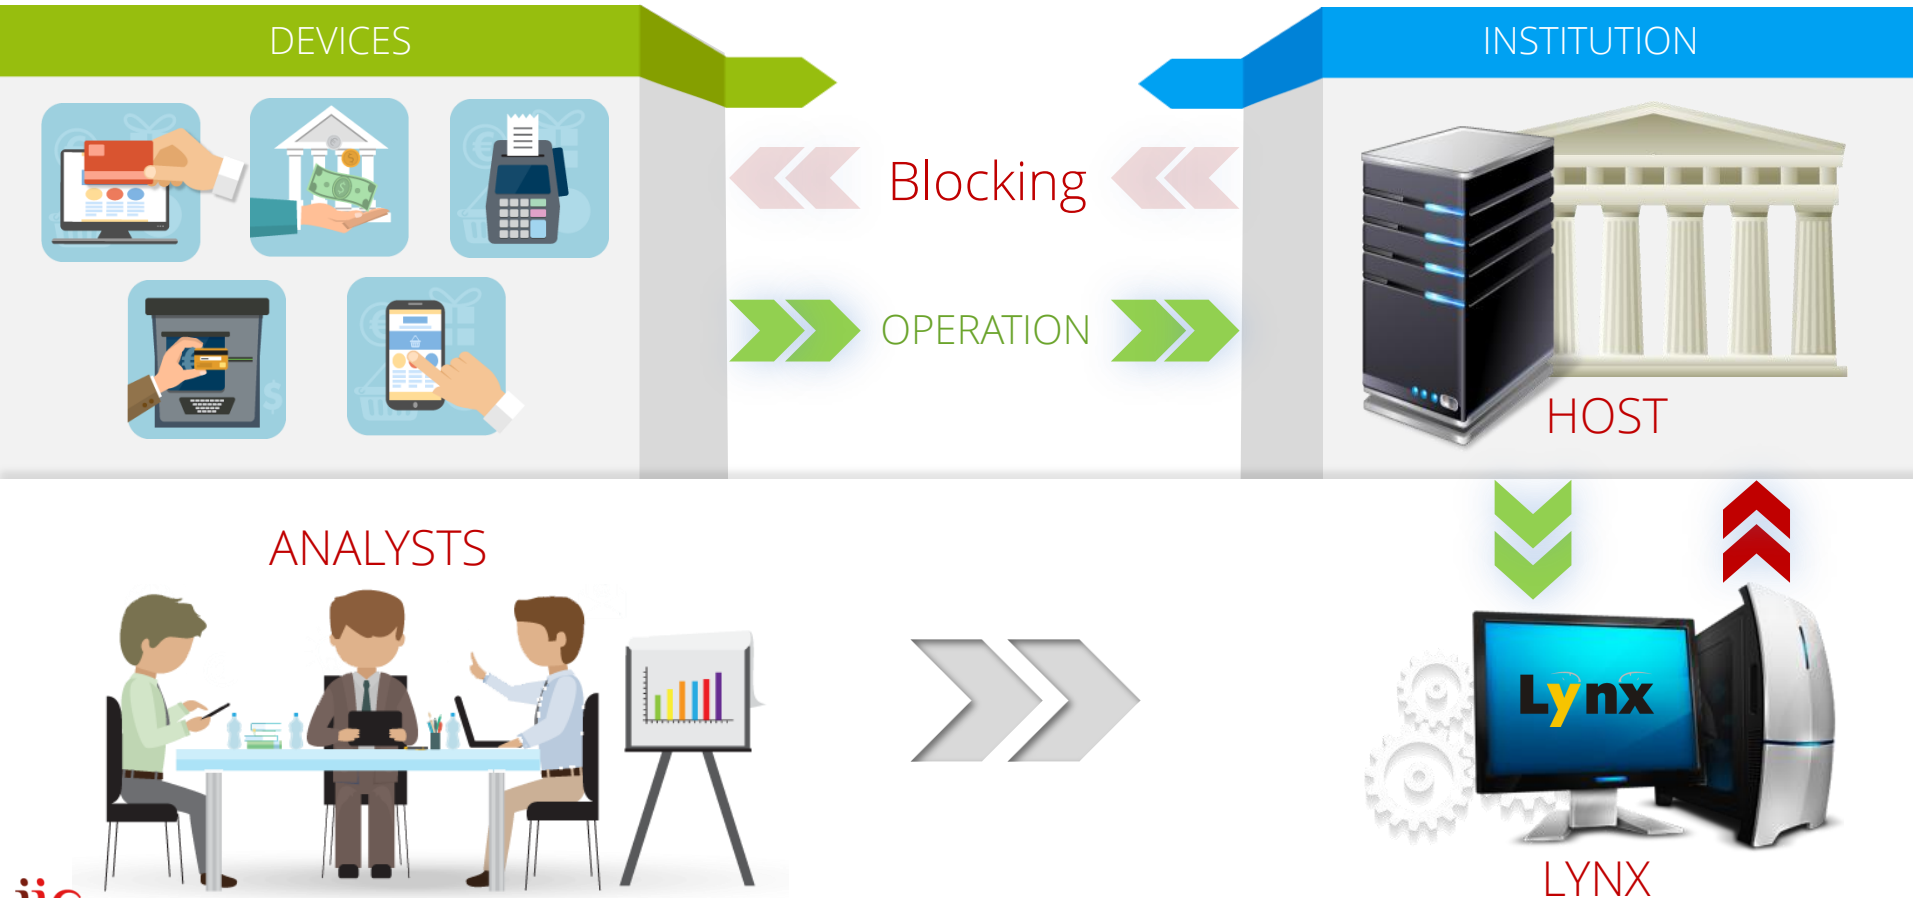 DEVICES
INSTITUTION
Blocking
OPERATION
HOST
ANALYSTS
Lynx
LYNX